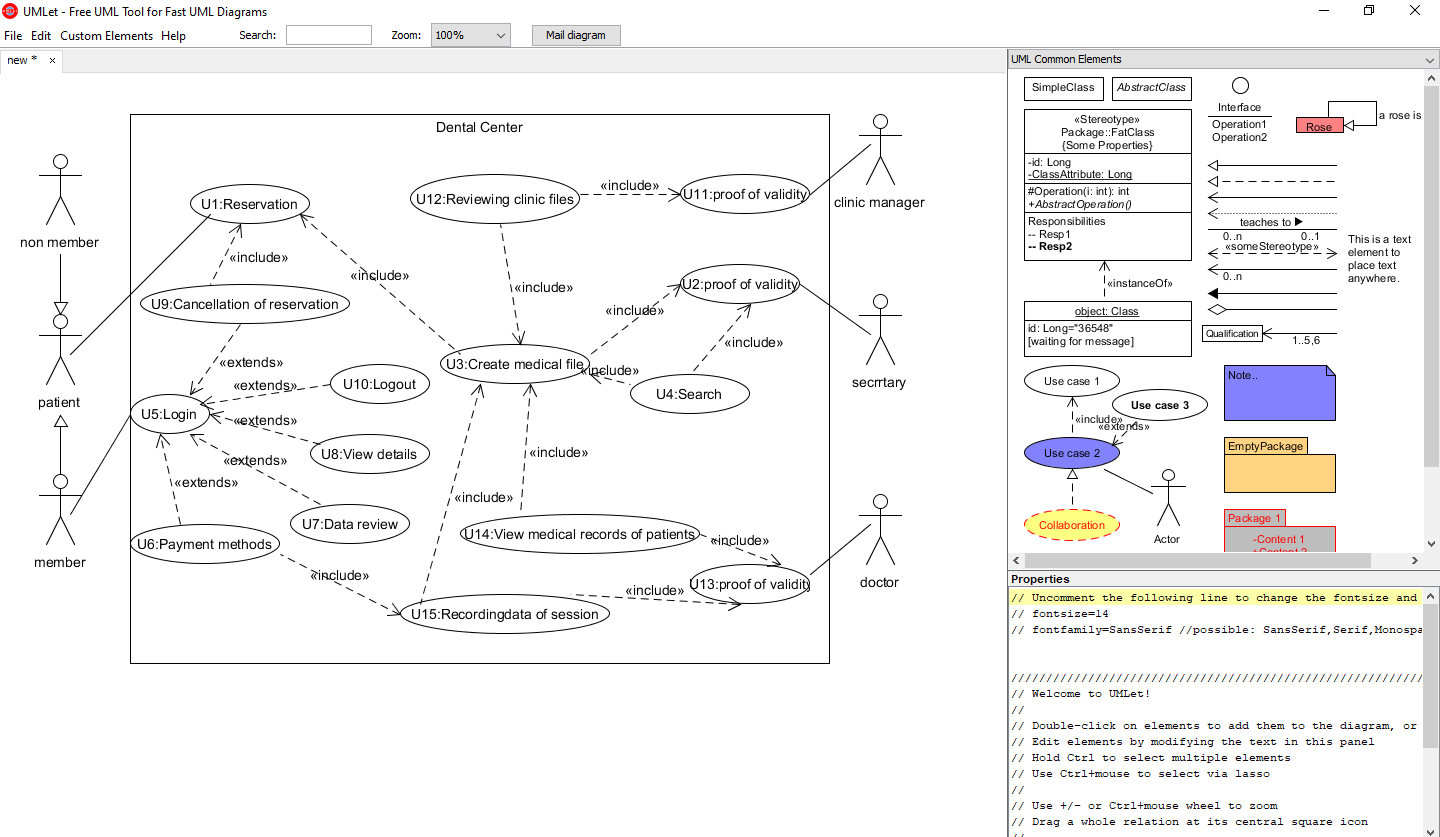 UMLet - Free UML Tool for Fast UML Diagrams
File Edit Custom Elements Help Search: Zoom: 100% Mail diagram
new *
Dental Center
non member
patient
member
clinic manager
secrrtary
doctor
U1:Reservation
U12:Reviewing clinic files
«include»
U11:proof of validity
«include»
«include»
«include»
U2:proof of validity
U9:Cancellation of reservation
«include»
«include»
U3:Create medical file
«include»
«extends»
U10:Logout
«extends»
U4:Search
U5:Login
«extends»
U8:View details
«extends»
«include»
«extends»
«include»
U7:Data review
U14:View medical records of patients
«include»
U6:Payment methods
«include»
U13:proof of validity
«include»
U15:Recordingdata of session
UML Common Elements
SimpleClass
AbstractClass
Interface
Operation1
Operation2
Rose
a rose is
«Stereotype»
Package::FatClass
{Some Properties}
-id: Long
-ClassAttribute: Long
#Operation(i: int): int
+AbstractOperation()
Responsibilities
-- Resp1
-- Resp2
teaches to
0..n 0..1
«someStereotype»
0..n
This is a text
element to
place text
anywhere.
«instanceOf»
object: Class
id: Long="36548"
[waiting for message]
Qualification
1..5,6
Use case 1
Use case 3
«include»
«extends»
Use case 2
Collaboration
Actor
Note..
EmptyPackage
Package 1
-Content 1
+Content 2
Properties
// Uncomment the following line to change the fontsize and
// fontsize=14
// fontfamily=SansSerif //possible: SansSerif,Serif,Monospa
//////////////////////////////////////////////////////////
// Welcome to UMLet!
//
// Double-click on elements to add them to the diagram, or
// Edit elements by modifying the text in this panel
// Hold Ctrl to select multiple elements
// Use Ctrl+mouse to select via lasso
//
// Use +/- or Ctrl+mouse wheel to zoom
// Drag a whole relation at its central square icon
//